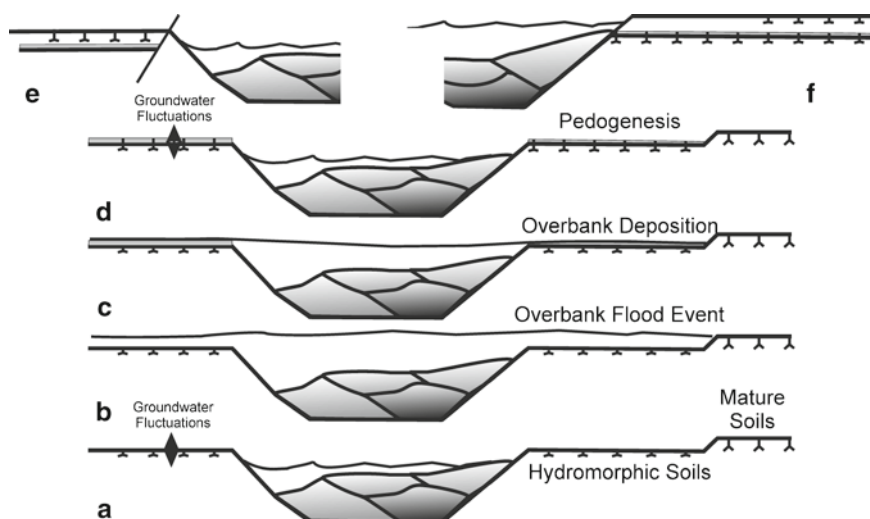 e
f
Groundwater
Fluctuations
Pedogenesis
d
Overbank Deposition
c
Overbank Flood Event
b
Groundwater
Fluctuations
Mature
Soils
Hydromorphic Soils
a